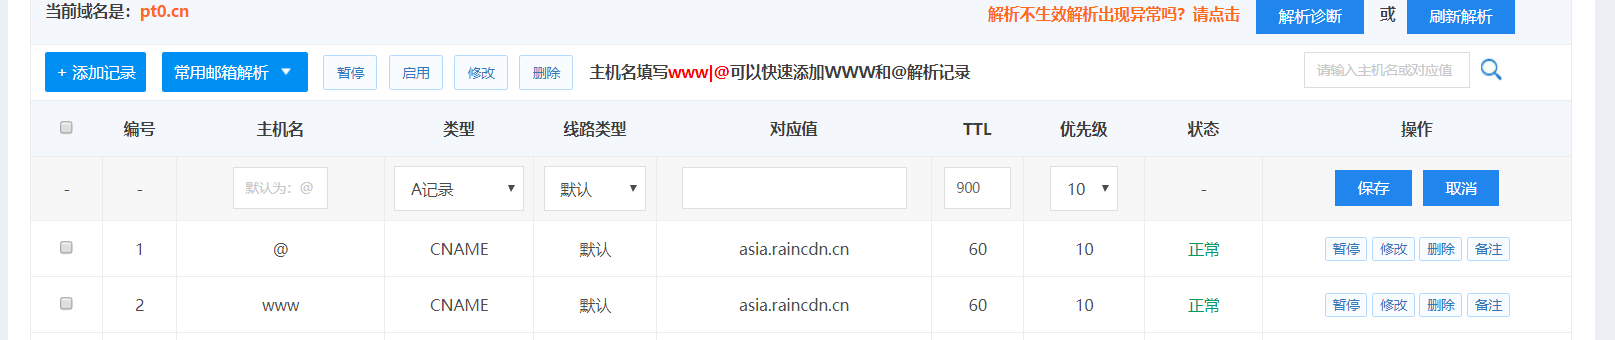 当前域名是：pt0.cn
解析不生效解析出现异常吗？请点击 解析诊断 或 刷新解析
+ 添加记录 常用邮箱解析 暂停 启用 修改 删除 主机名填写www|@可以快速添加WWW和@解析记录 请输入主机名或对应值
编号 主机名 类型 线路类型 对应值 TTL 优先级 状态 操作
- - 默认为：@ A记录 默认 900 10 - 保存 取消
1 @ CNAME 默认 asia.raincdn.cn 60 10 正常 暂停 修改 删除 备注
2 www CNAME 默认 asia.raincdn.cn 60 10 正常 暂停 修改 删除 备注